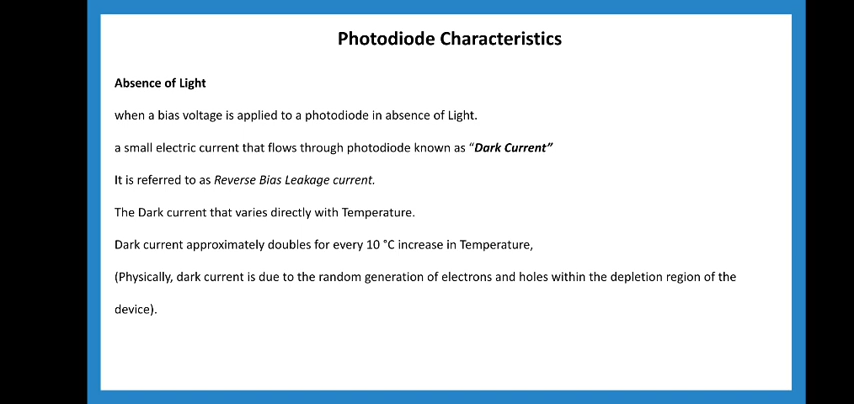 Photodiode Characteristics
Absence of Light
when a bias voltage is applied to a photodiode in absence of Light.
a small electric current that flows through photodiode known as “Dark Current”
It is referred to as Reverse Bias Leakage current.
The Dark current that varies directly with Temperature.
Dark current approximately doubles for every 10 °C increase in Temperature,
(Physically, dark current is due to the random generation of electrons and holes within the depletion region of the
device).